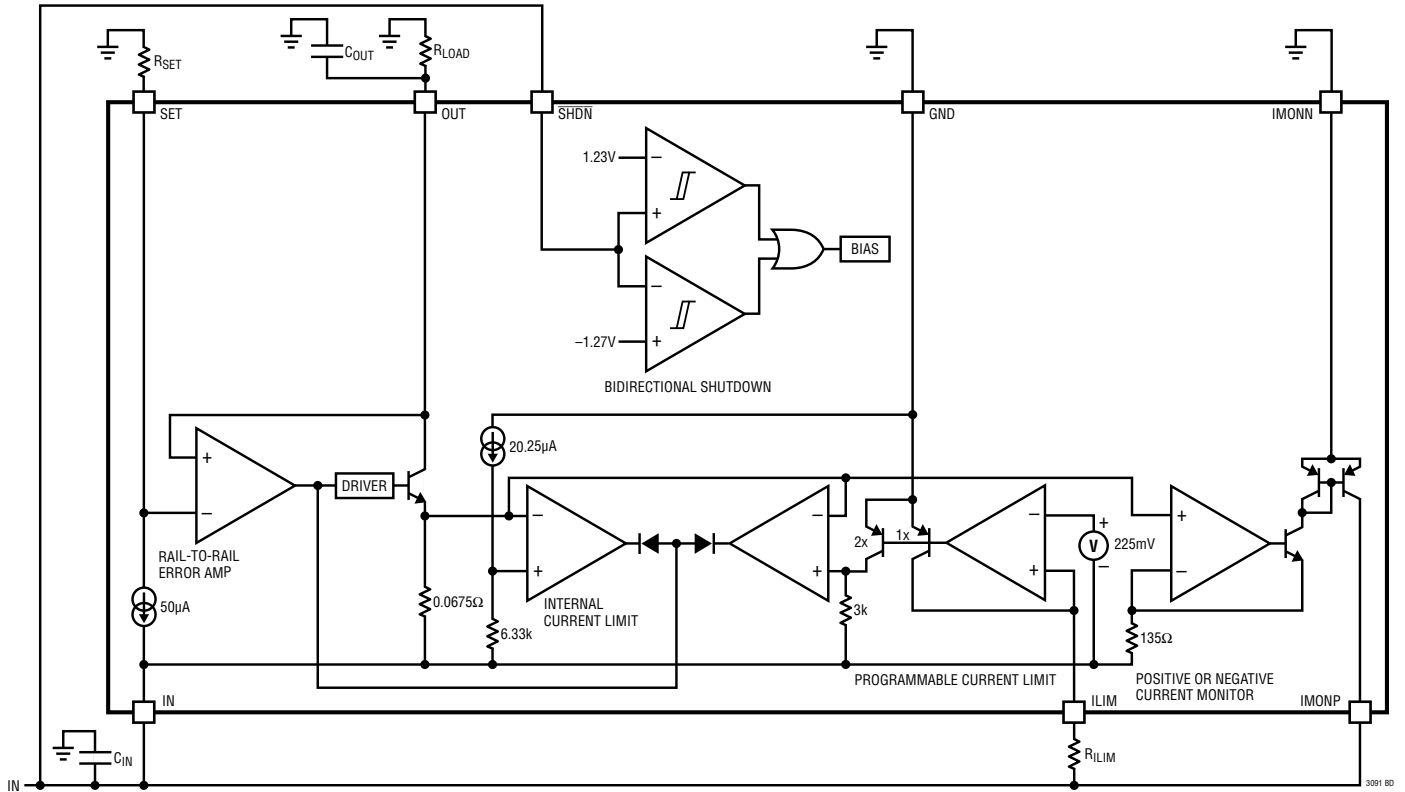 RSET
COUT
RLOAD
SET
OUT
SHDN
GND
IMONN
1.23V
−
+
BIAS
−
−1.27V
+
BIDIRECTIONAL SHUTDOWN
20.25µA
+
DRIVER
−
RAIL-TO-RAIL
ERROR AMP
−
+
INTERNAL
CURRENT LIMIT
−
+
2x
1x
−
+
+
V
−
225mV
+
−
50µA
0.0675Ω
6.33k
3k
135Ω
PROGRAMMABLE CURRENT LIMIT
POSITIVE OR NEGATIVE
CURRENT MONITOR
IN
ILIM
IMONP
CIN
RILIM
IN
3091 BD